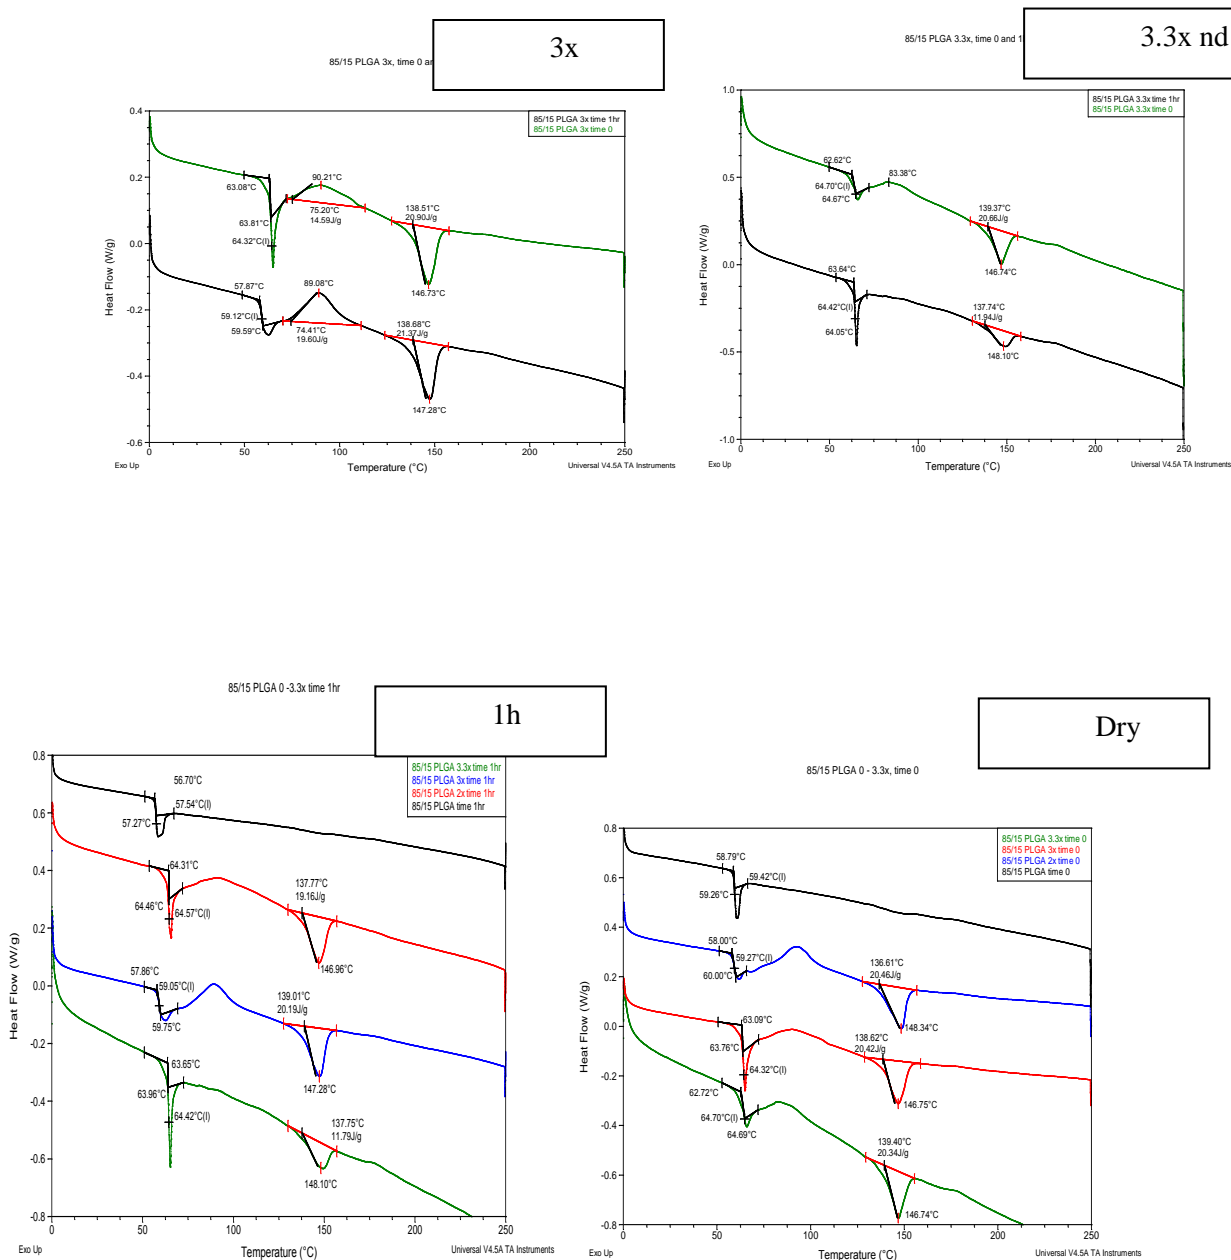 3x
85/15 PLGA 3x, time 0 a
85/15 PLGA 3x time 1hr
85/15 PLGA 3x time 0
0.4
0.2
0.0
-0.2
-0.4
-0.6
Heat Flow (W/g)
63.08°C
63.81°C
64.32°C(I)
90.21°C
75.20°C
14.59J/g
138.51°C
20.90J/g
146.73°C
57.87°C
59.12°C(I)
59.59°C
89.08°C
74.41°C
19.60J/g
138.68°C
21.37J/g
147.28°C
0
50
100
150
200
250
Exo Up
Temperature (°C)
Universal V4.5A TA Instruments
3.3x nd
85/15 PLGA 3.3x, time 0 and 1
85/15 PLGA 3.3x time 1hr
85/15 PLGA 3.3x time 0
1.0
0.5
0.0
-0.5
-1.0
Heat Flow (W/g)
62.62°C
64.70°C(I)
64.67°C
83.38°C
139.37°C
20.66J/g
146.74°C
63.64°C
64.42°C(I)
64.05°C
137.74°C
11.94J/g
148.10°C
0
50
100
150
200
250
Exo Up
Temperature (°C)
Universal V4.5A TA Instruments
1h
85/15 PLGA 0 -3.3x time 1hr
85/15 PLGA 3.3x time 1hr
85/15 PLGA 3x time 1hr
85/15 PLGA 2x time 1hr
85/15 PLGA time 1hr
0.8
0.6
0.4
0.2
0.0
-0.2
-0.4
-0.6
-0.8
Heat Flow (W/g)
56.70°C
57.54°C(I)
57.27°C
64.31°C
64.46°C
64.57°C(I)
137.77°C
19.16J/g
146.96°C
57.86°C
59.05°C(I)
59.75°C
139.01°C
20.19J/g
147.28°C
63.65°C
63.96°C
64.42°C(I)
137.75°C
11.79J/g
148.10°C
0
50
100
150
200
250
Exo Up
Temperature (°C)
Universal V4.5A TA Instruments
Dry
85/15 PLGA 0 - 3.3x, time 0
85/15 PLGA 3.3x time 0
85/15 PLGA 3x time 0
85/15 PLGA 2x time 0
85/15 PLGA time 0
0.8
0.6
0.4
0.2
0.0
-0.2
-0.4
-0.6
-0.8
Heat Flow (W/g)
58.79°C
59.42°C(I)
59.26°C
58.00°C
59.27°C(I)
60.00°C
136.61°C
20.46J/g
148.34°C
63.09°C
63.76°C
64.32°C(I)
138.62°C
20.42J/g
146.75°C
62.72°C
64.70°C(I)
64.69°C
139.40°C
20.34J/g
146.74°C
0
50
100
150
200
250
Exo Up
Temperature (°C)
Universal V4.5A TA Instruments